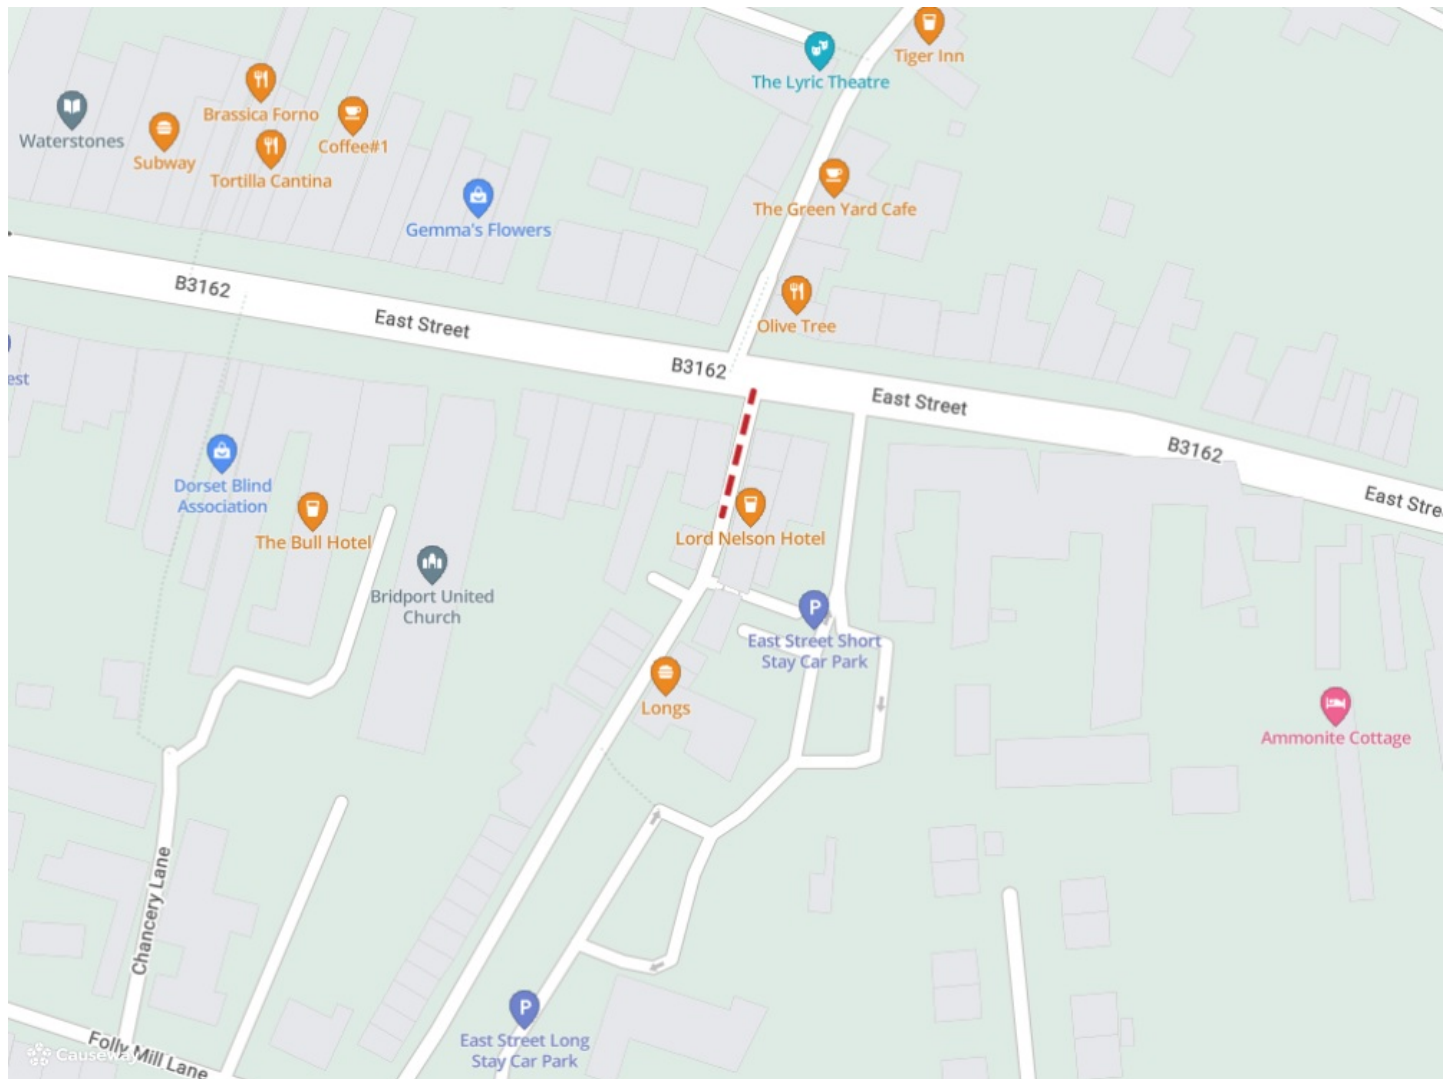 Tiger Inn
The Lyric Theatre
Waterstones
Subway
Brassica Forno
Tortilla Cantina
Coffee#1
Gemma's Flowers
The Green Yard Cafe
Olive Tree
B3162
East Street
B3162
East Street
B3162
East Stre
est
Dorset Blind
Association
The Bull Hotel
Bridport United
Church
Lord Nelson Hotel
P
East Street Short
Stay Car Park
Longs
Ammonite Cottage
Chancery Lane
P
East Street Long
Stay Car Park
Folly Mill Lane
Causeway